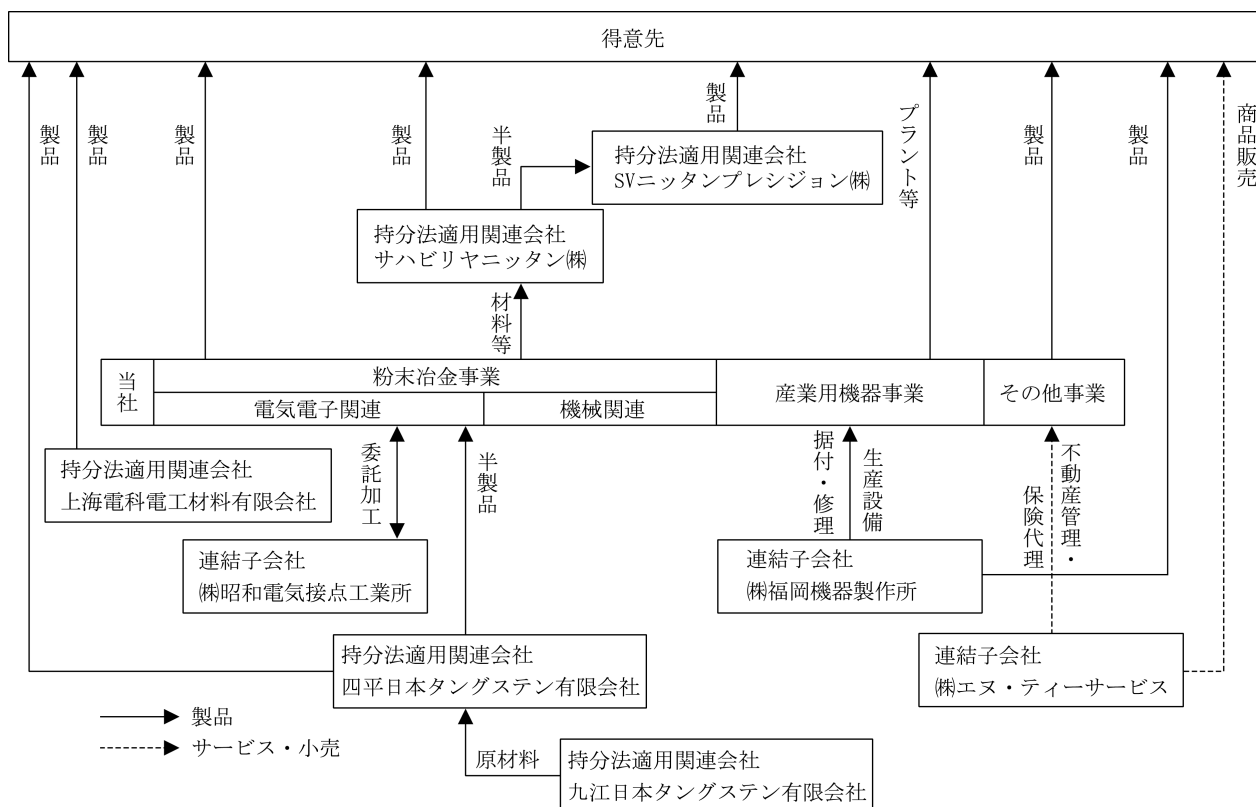 得意先
製品
製品
製品
製品
半製品
製品
プラント等
製品
製品
商品販売
持分法適用関連会社
SVニッタンプレシジョン㈱
持分法適用関連会社
サハビリヤニッタン㈱
材料等
当社
粉末冶金事業
電気電子関連
機械関連
産業用機器事業
その他事業
持分法適用関連会社
上海電科電工材料有限会社
委託加工
半製品
据付・修理
生産設備
不動産管理・
保険代理
連結子会社
㈱昭和電気接点工業所
連結子会社
㈱福岡機器製作所
持分法適用関連会社
四平日本タングステン有限会社
連結子会社
㈱エヌ・ティーサービス
製品
サービス・小売
原材料
持分法適用関連会社
九江日本タングステン有限会社